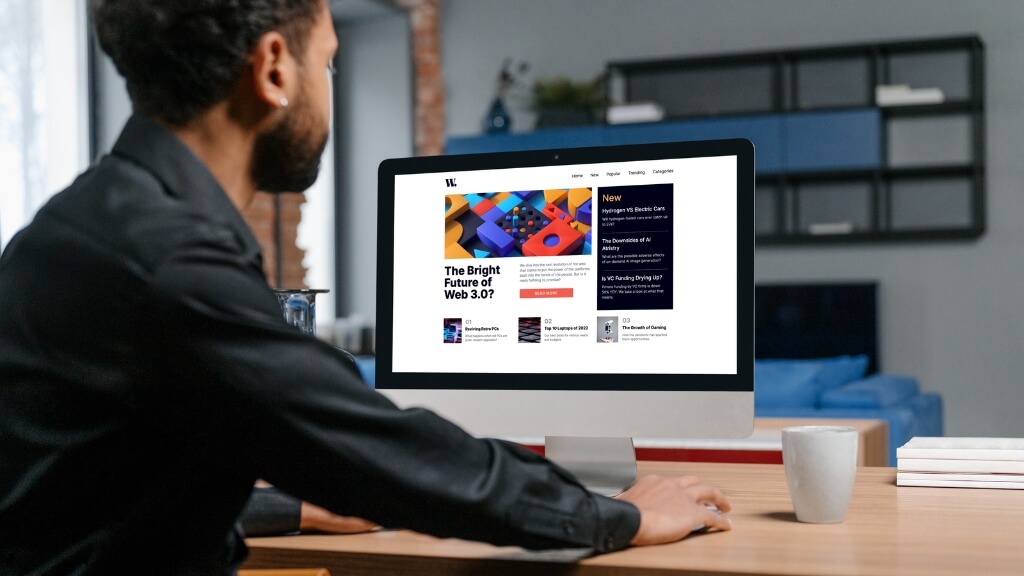 W.
Home New Popular Trending Categories
The Bright
Future of
Web 3.0?
We dive into the next evolution of the web
that claims to put the power of the platforms
back into the hands of the people. But is it
really fulfilling its promise?
READ MORE
New
Hydrogen VS Electric Cars
Will hydrogen-fueled cars ever catch up
to EVs?
The Downsides of AI
Artistry
What are the possible adverse effects
of on-demand AI image generation?
Is VC Funding Drying Up?
Private funding by VC firms is down
50% YOY. We take a look at what that
means.
01
Reviving Retro PCs
What happens when old PCs are
given modern upgrades?
02
Top 10 Laptops of 2022
Our best picks for various needs
and budgets.
03
The Growth of Gaming
How the pandemic has sparked
fresh opportunities.